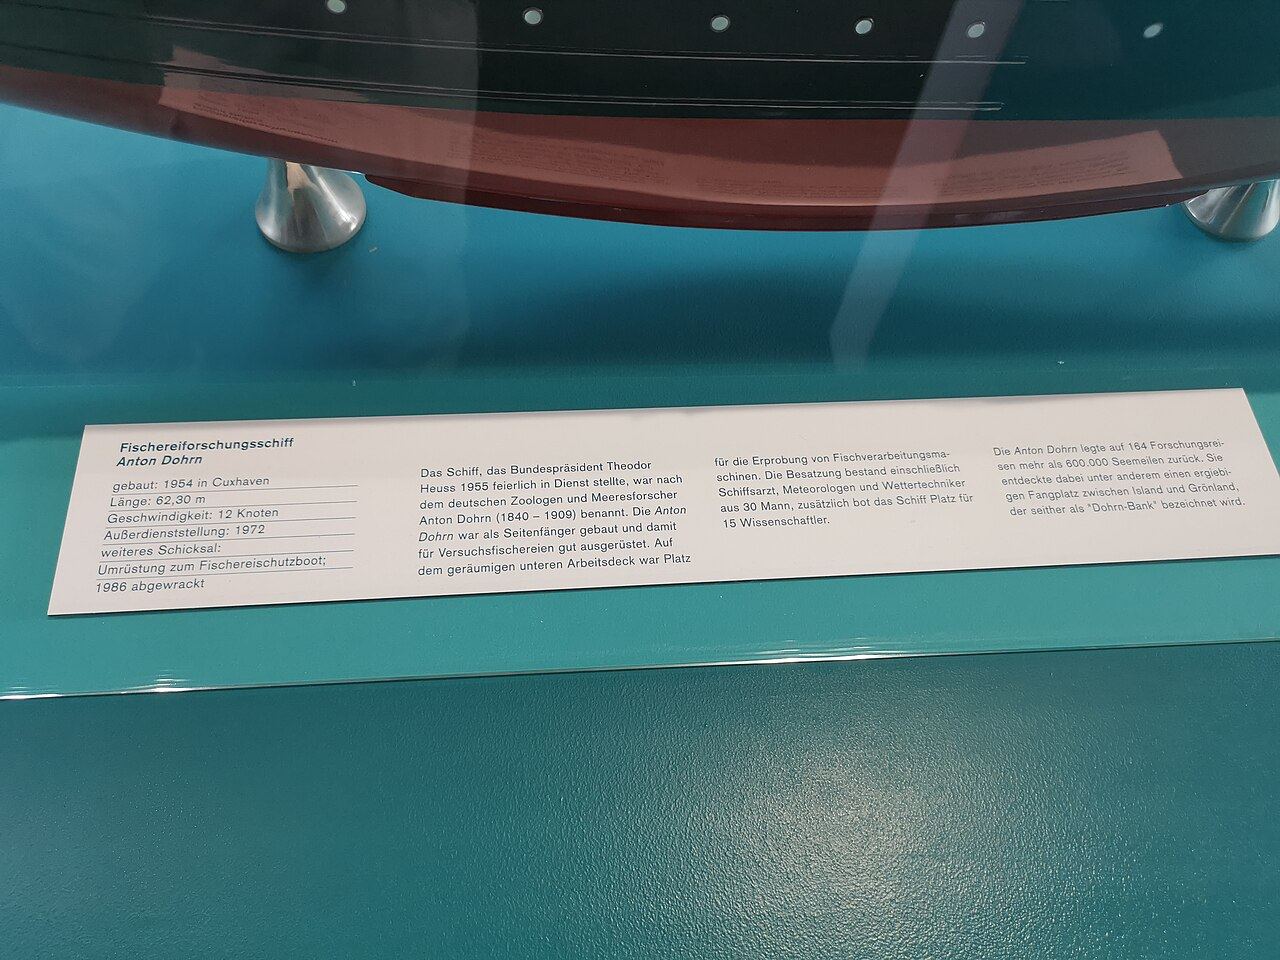 Fischereiforschungsschiff
Anton Dohrn
gebaut: 1954 in Cuxhaven
Länge: 62,30 m
Geschwindigkeit: 12 Knoten
Außerdienststellung: 1972
weiteres Schicksal:
Umrüstung zum Fischereischutzboot;
1986 abgewrackt
Das Schiff, das Bundespräsident Theodor
Heuss 1955 feierlich in Dienst stellte, war nach
dem deutschen Zoologen und Meeresforscher
Anton Dohrn (1840 – 1909) benannt. Die Anton
Dohrn war als Seitenfänger gebaut und damit
für Versuchsfischereien gut ausgerüstet. Auf
dem geräumigen unteren Arbeitsdeck war Platz
für die Erprobung von Fischverarbeitungsma-
schinen. Die Besatzung bestand einschließlich
Schiffsarzt, Meteorologen und Wettertechniker
aus 30 Mann, zusätzlich bot das Schiff Platz für
15 Wissenschaftler.
Die Anton Dohrn legte auf 164 Forschungsrei-
sen mehr als 600.000 Seemeilen zurück. Sie
entdeckte dabei unter anderem einen ergiebi-
gen Fangplatz zwischen Island und Grönland,
der seither als "Dohrn-Bank" bezeichnet wird.